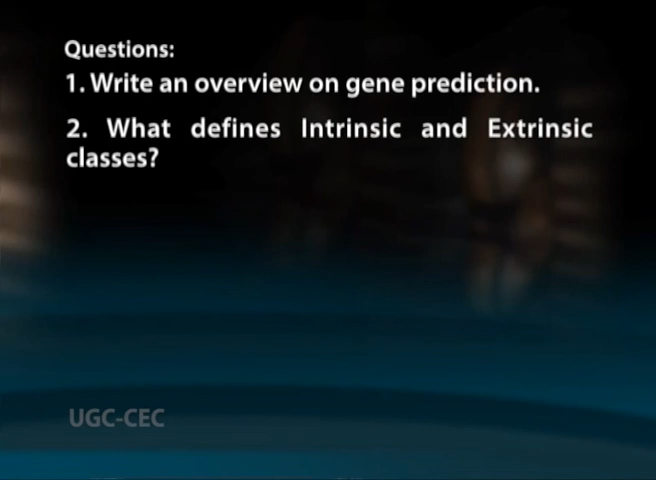 Questions:
1. Write an overview on gene prediction.
2. What defines Intrinsic and Extrinsic
classes?
UGC-CEC